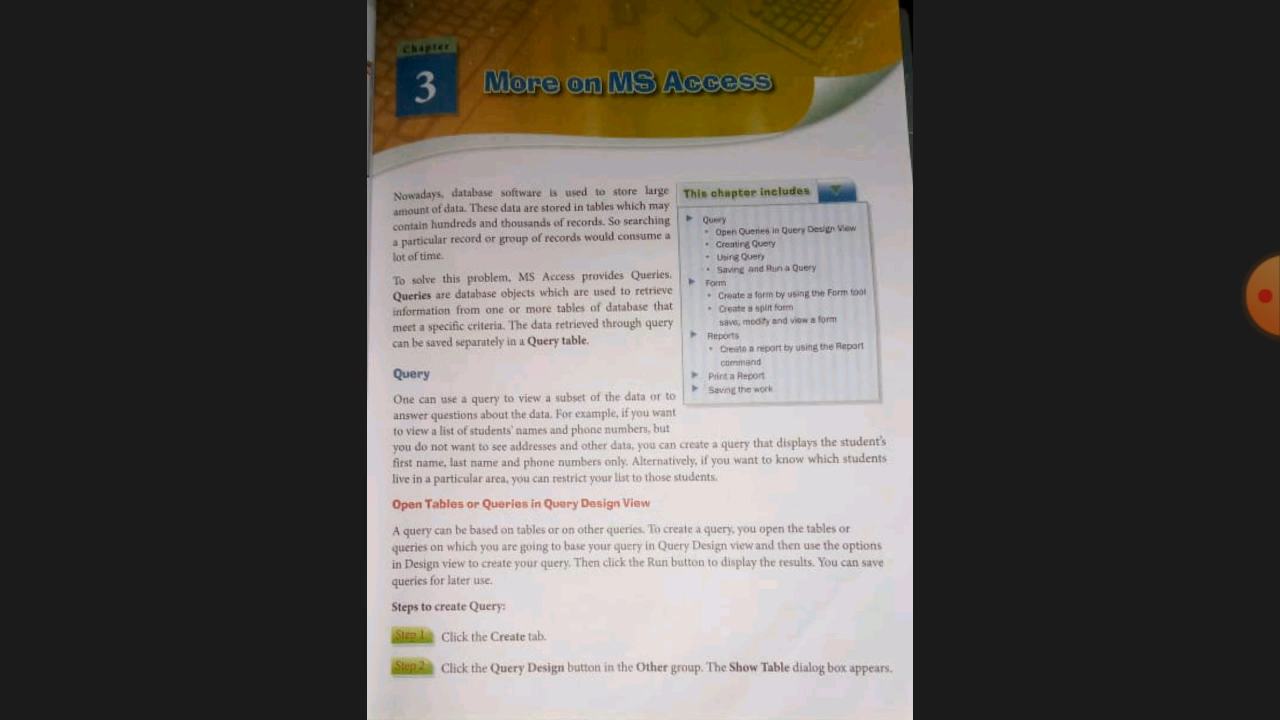 Chapter
3
More on MS Access
Nowadays, database software is used to store large
amount of data. These data are stored in tables which may
contain hundreds and thousands of records. So searching
a particular record or group of records would consume a
lot of time.
To solve this problem, MS Access provides Queries.
Queries are database objects which are used to retrieve
information from one or more tables of database that
meet a specific criteria. The data retrieved through query
can be saved separately in a Query table.
This chapter includes
Query
• Open Queries in Query Design View
• Creating Query
• Using Query
• Saving and Run a Query
Form
• Create a form by using the Form tool
• Create a split form
save, modify and view a form
Reports
• Create a report by using the Report
command
Print a Report
Saving the work
Query
One can use a query to view a subset of the data or to
answer questions about the data. For example, if you want
to view a list of students' names and phone numbers, but
you do not want to see addresses and other data, you can create a query that displays the student's
first name, last name and phone numbers only. Alternatively, if you want to know which students
live in a particular area, you can restrict your list to those students.
Open Tables or Queries in Query Design View
A query can be based on tables or on other queries. To create a query, you open the tables or
queries on which you are going to base your query in Query Design view and then use the options
in Design view to create your query. Then click the Run button to display the results. You can save
queries for later use.
Steps to create Query:
Step 1 Click the Create tab.
Step 2 Click the Query Design button in the Other group. The Show Table dialog box appears.